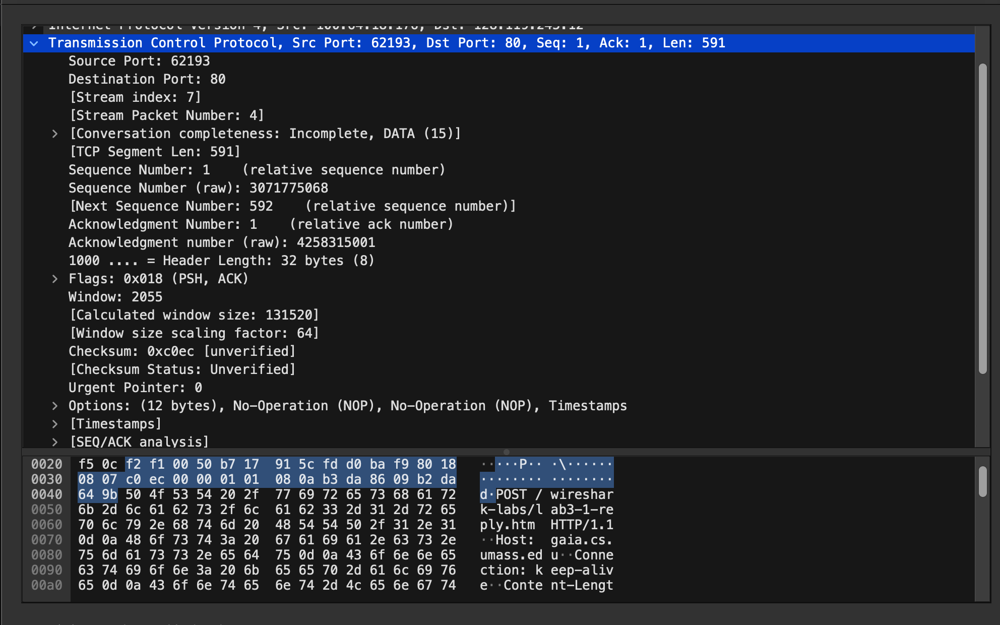 Internet Protocol Version 4, Src: 100.64.18.176, Dst: 128.119.245.12
Transmission Control Protocol, Src Port: 62193, Dst Port: 80, Seq: 1, Ack: 1, Len: 591
Source Port: 62193
Destination Port: 80
[Stream index: 7]
[Stream Packet Number: 4]
[Conversation completeness: Incomplete, DATA (15)]
[TCP Segment Len: 591]
Sequence Number: 1    (relative sequence number)
Sequence Number (raw): 3071775068
[Next Sequence Number: 592    (relative sequence number)]
Acknowledgment Number: 1    (relative ack number)
Acknowledgment number (raw): 4258315001
1000 .... = Header Length: 32 bytes (8)
Flags: 0x018 (PSH, ACK)
Window: 2055
[Calculated window size: 131520]
[Window size scaling factor: 64]
Checksum: 0xc0ec [unverified]
[Checksum Status: Unverified]
Urgent Pointer: 0
Options: (12 bytes), No-Operation (NOP), No-Operation (NOP), Timestamps
[Timestamps]
[SEQ/ACK analysis]
0020  f5 0c f2 f1 00 50 b7 17  91 5c fd d0 ba f9 80 18  ·····P·· ·\······
0030  08 07 c0 ec 00 00 01 01  08 0a b3 da 86 09 b2 da  ········ ········
0040  64 9b 50 4f 53 54 20 2f  77 69 72 65 73 68 61 72  d·POST / wireshar
0050  6b 2d 6c 61 62 73 2f 6c  61 62 33 2d 31 2d 72 65  k-labs/l ab3-1-re
0060  70 6c 79 2e 68 74 6d 20  48 54 54 50 2f 31 2e 31  ply.htm  HTTP/1.1
0070  0d 0a 48 6f 73 74 3a 20  67 61 69 61 2e 63 73 2e  ··Host:  gaia.cs.
0080  75 6d 61 73 73 2e 65 64  75 0d 0a 43 6f 6e 6e 65  umass.ed u··Conne
0090  63 74 69 6f 6e 3a 20 6b  65 65 70 2d 61 6c 69 76  ction: k eep-aliv
00a0  65 0d 0a 43 6f 6e 74 65  6e 74 2d 4c 65 6e 67 74  e··Conte nt-Lengt